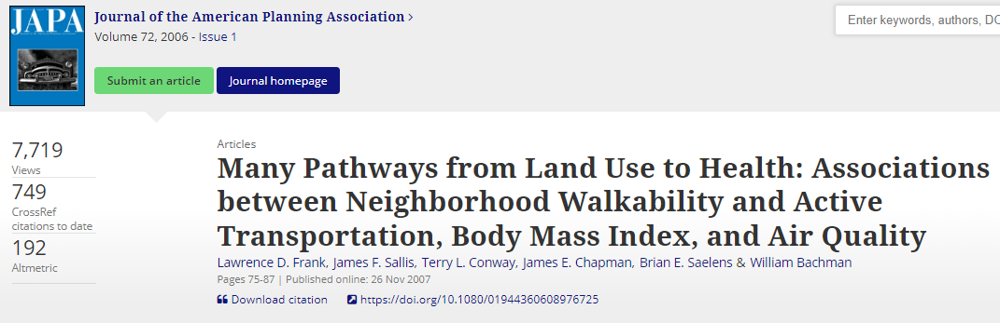 JAPA
Journal of the American Planning Association >
Volume 72, 2006 - Issue 1
Enter keywords, authors, DO
Submit an article
Journal homepage
7,719
Views
749
CrossRef
citations to date
192
Altmetric
Articles
Many Pathways from Land Use to Health: Associations
between Neighborhood Walkability and Active
Transportation, Body Mass Index, and Air Quality
Lawrence D. Frank, James F. Sallis, Terry L. Conway, James E. Chapman, Brian E. Saelens & William Bachman
Pages 75-87 | Published online: 26 Nov 2007
Download citation
https://doi.org/10.1080/01944360608976725